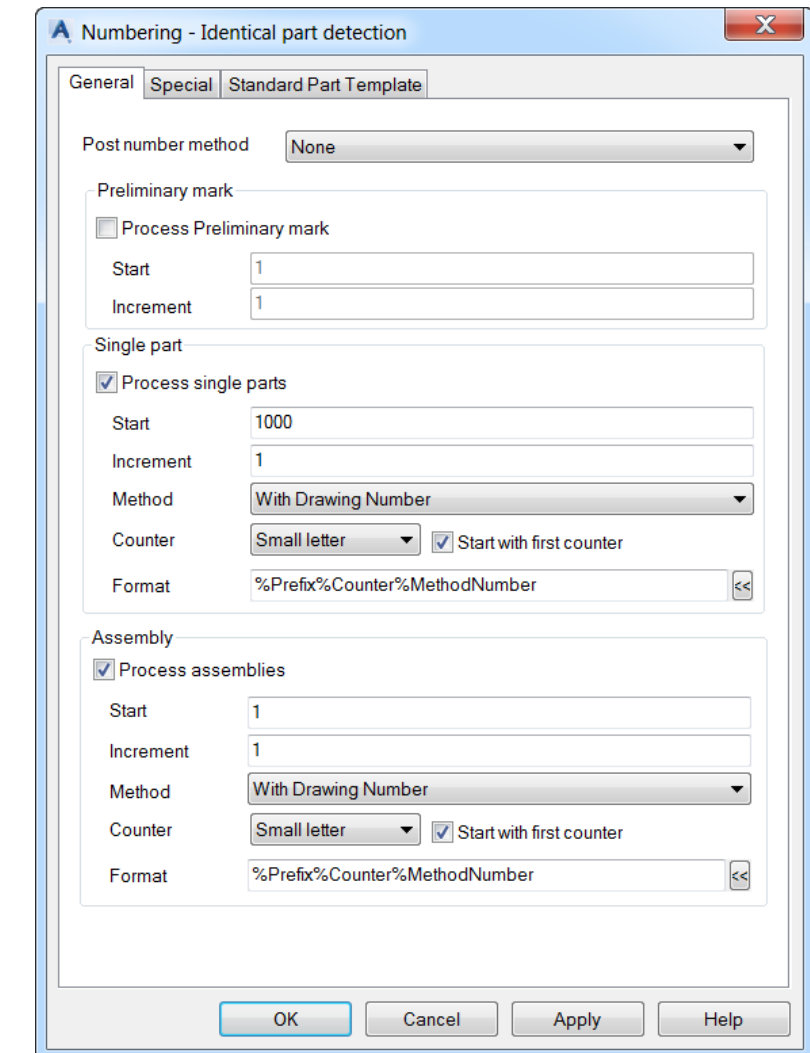 Numbering - Identical part detection
General Special Standard Part Template
Post number method None
Preliminary mark
Process Preliminary mark
Start 1
Increment 1
Single part
Process single parts
Start 1000
Increment 1
Method With Drawing Number
Counter Small letter Start with first counter
Format %Prefix%Counter%MethodNumber <<
Assembly
Process assemblies
Start 1
Increment 1
Method With Drawing Number
Counter Small letter Start with first counter
Format %Prefix%Counter%MethodNumber <<
OK Cancel Apply Help